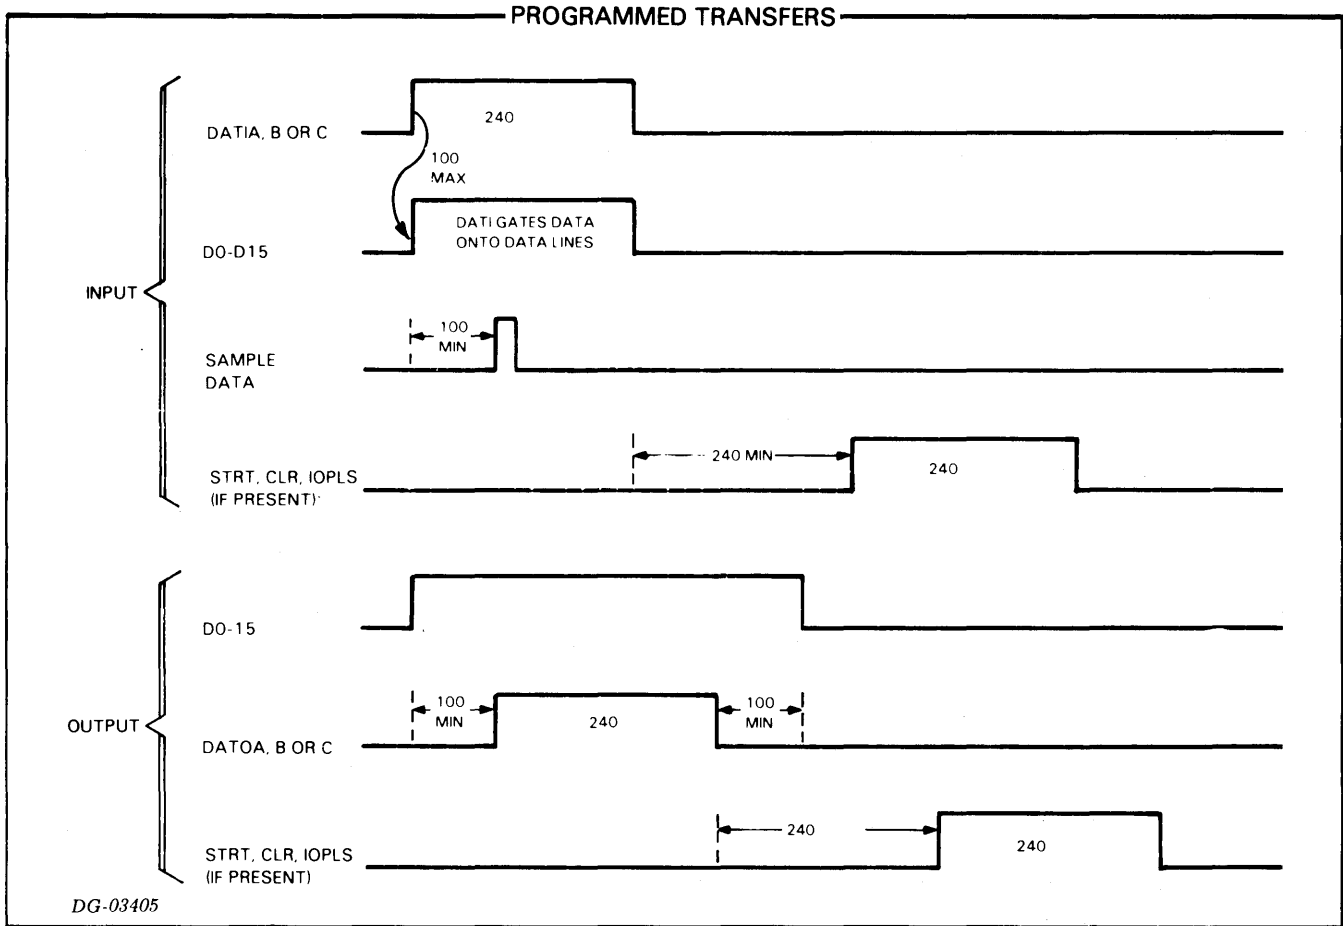 PROGRAMMED TRANSFERS
INPUT
DATIA, B OR C
240
100
MAX
D0-D15
DATI GATES DATA
ONTO DATA LINES
SAMPLE
DATA
100
MIN
STRT, CLR, IOPLS
(IF PRESENT)
240 MIN
240
OUTPUT
D0-15
DATOA, B OR C
100
MIN
240
100
MIN
STRT, CLR, IOPLS
(IF PRESENT)
240
240
DG-03405